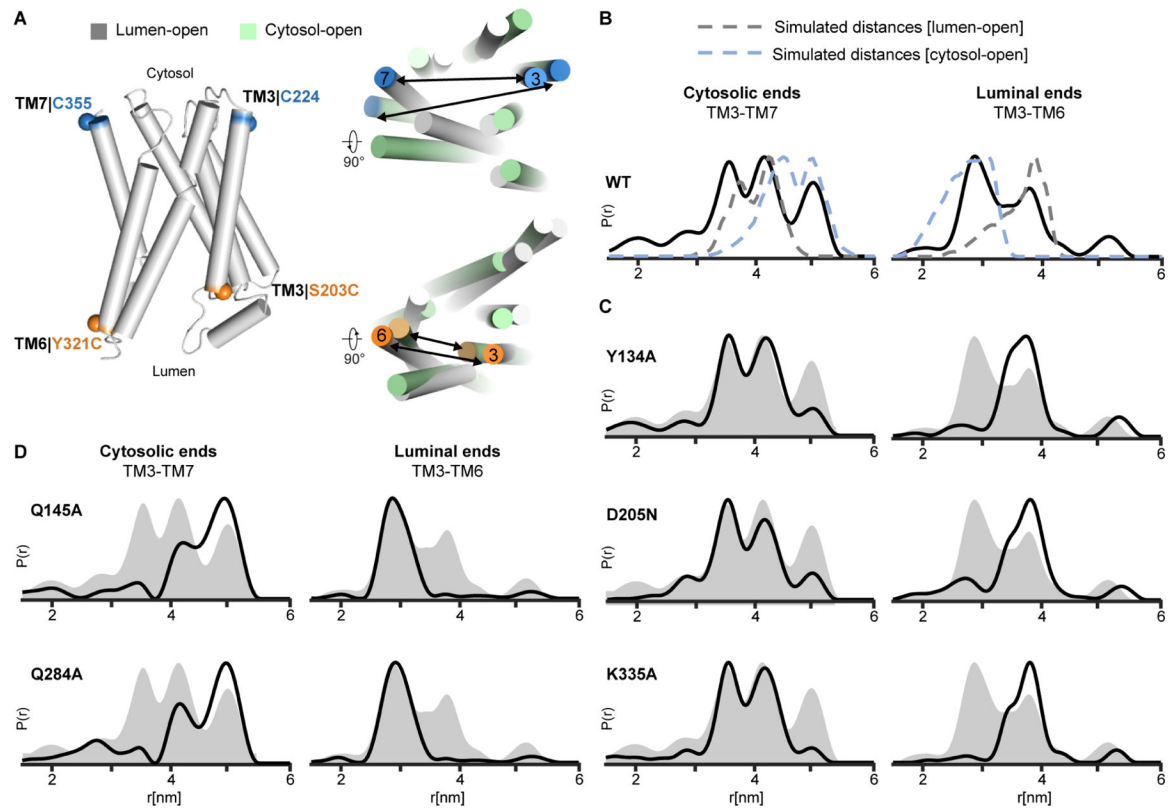 A
Lumen-open
Cytosol-open
Cytosol
TM7|C355
TM3|C224
7
3
90°
TM3|S203C
TM6|Y321C
Lumen
6
3
90°
B
Simulated distances [lumen-open]
Simulated distances [cytosol-open]
Cytosolic ends
TM3-TM7
Luminal ends
TM3-TM6
WT
P(r)
2 4 6 2 4 6
C
Y134A
P(r)
2 4 6 2 4 6
D205N
P(r)
2 4 6 2 4 6
K335A
P(r)
2 4 6 2 4 6
r[nm] r[nm]
D
Cytosolic ends
TM3-TM7
Luminal ends
TM3-TM6
Q145A
P(r)
2 4 6 2 4 6
Q284A
P(r)
2 4 6 2 4 6
r[nm] r[nm]